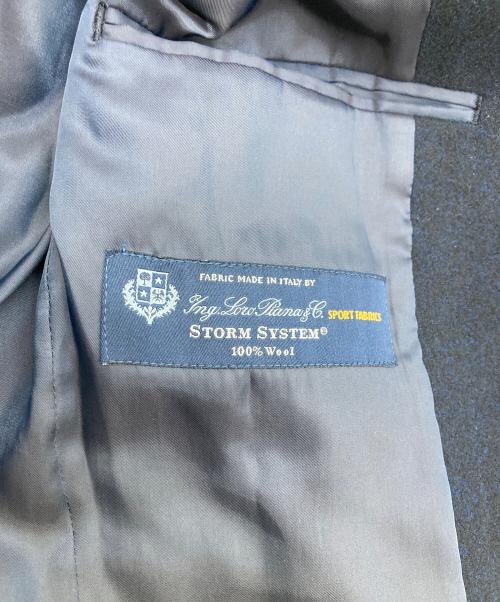 FABRIC MADE IN ITALY BY
Ing. Loro Piana & C. SPORT FABRICS
STORM SYSTEM®
100% Wool